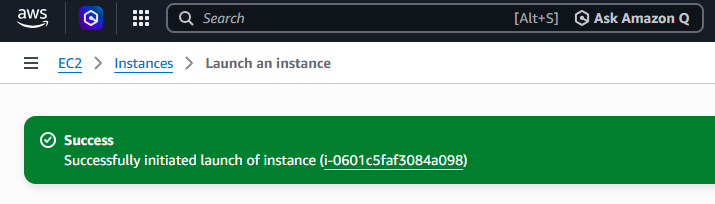 aws
Search [Alt+S] Ask Amazon Q
EC2 > Instances > Launch an instance
Success
Successfully initiated launch of instance (i-0601c5faf3084a098)